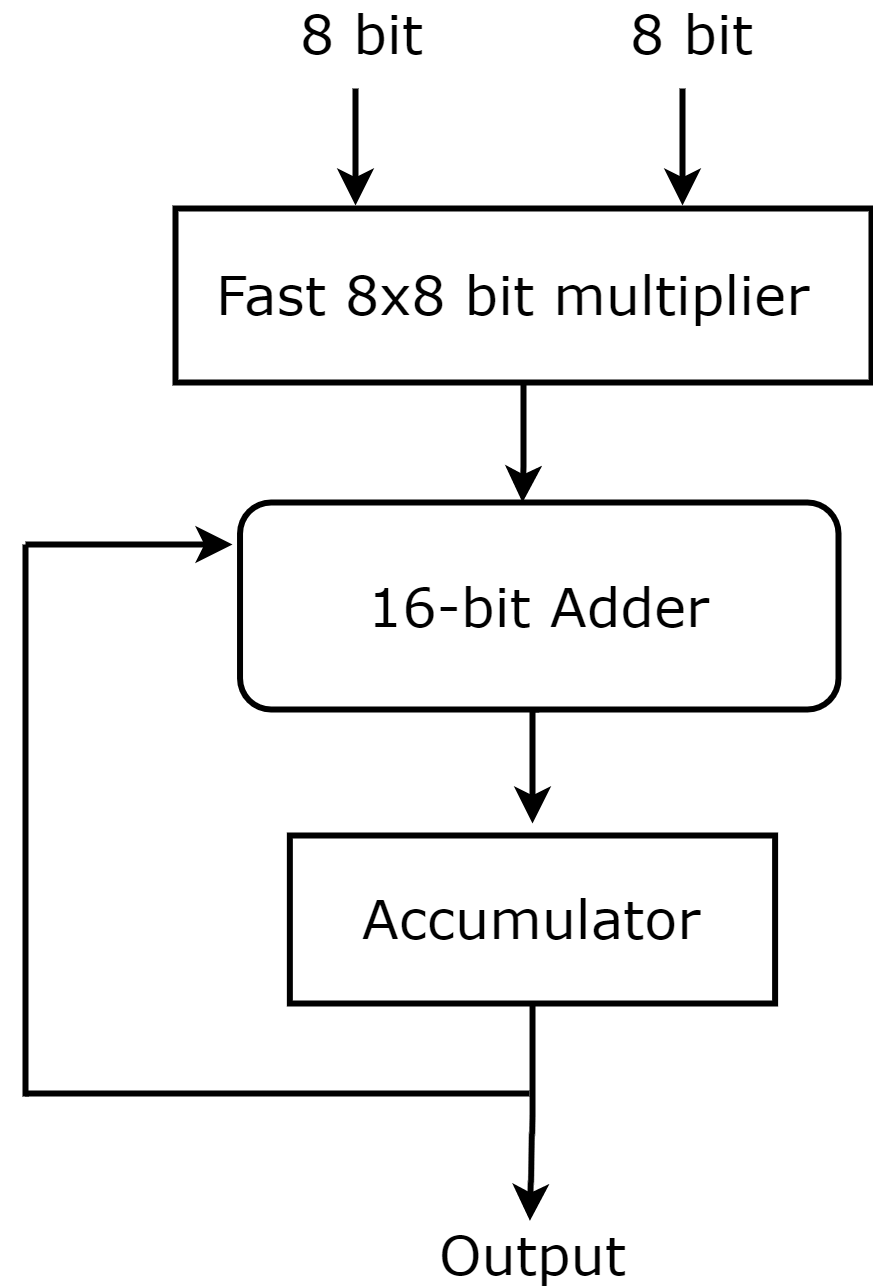 8 bit 8 bit
Fast 8x8 bit multiplier
16-bit Adder
Accumulator
Output